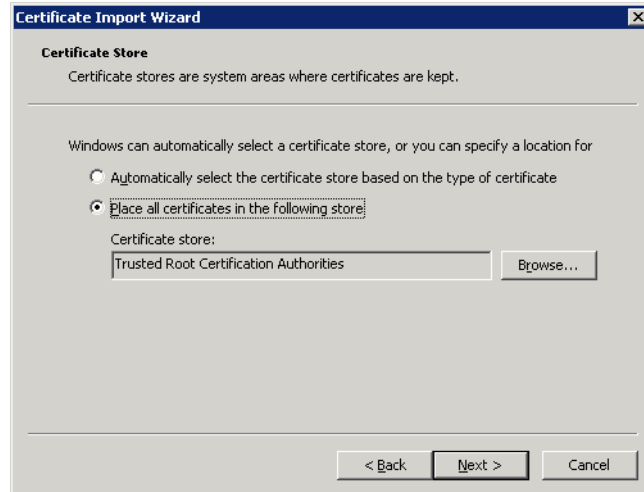 Certificate Import Wizard
Certificate Store
Certificate stores are system areas where certificates are kept.
Windows can automatically select a certificate store, or you can specify a location for
Automatically select the certificate store based on the type of certificate
Place all certificates in the following store
Certificate store:
Trusted Root Certification Authorities
Browse...
< Back
Next >
Cancel